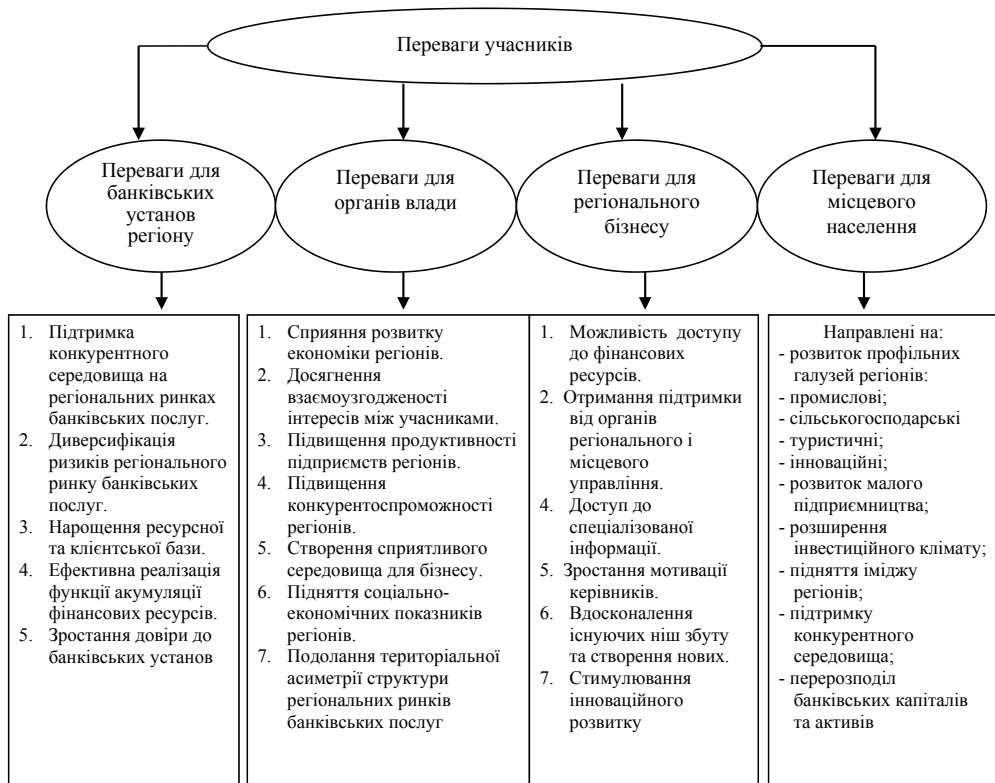 Переваги учасників
Переваги для
банківських
установ
регіону
Переваги для
органів влади
Переваги для
регіонального
бізнесу
Переваги для
місцевого
населення
1. Підтримка
конкурентного
середовища на
регіональних ринках
банківських послуг.
2. Диверсифікація
ризиків регіонального
ринку банківських
послуг.
3. Нарощення ресурсної
та клієнтської бази.
4. Ефективна реалізація
функції акумуляції
фінансових ресурсів.
5. Зростання довіри до
банківських установ
1. Сприяння розвитку
економіки регіонів.
2. Досягнення
взаємоузгодженості
інтересів між учасниками.
3. Підвищення продуктивності
підприємств регіонів.
4. Підвищення
конкурентоспроможності
регіонів.
5. Створення сприятливого
середовища для бізнесу.
6. Підняття соціально-
економічних показників
регіонів.
7. Подолання територіальної
асиметрії структури
регіональних ринків
банківських послуг
1. Можливість доступу
до фінансових
ресурсів.
2. Отримання підтримки
від органів
регіонального і
місцевого
управління.
4. Доступ до
спеціалізованої
інформації.
5. Зростання мотивації
керівників.
6. Вдосконалення
існуючих ніш збуту
та створення нових.
7. Стимулювання
інноваційного
розвитку
Направлені на:
- розвиток профільних
галузей регіонів:
- промислові;
- сільськогосподарські
- туристичні;
- інноваційні;
- розвиток малого
підприємництва;
- розширення
інвестиційного клімату;
- підняття іміджу
регіонів;
- підтримку
конкурентного
середовища;
- перерозподіл
банківських капіталів
та активів